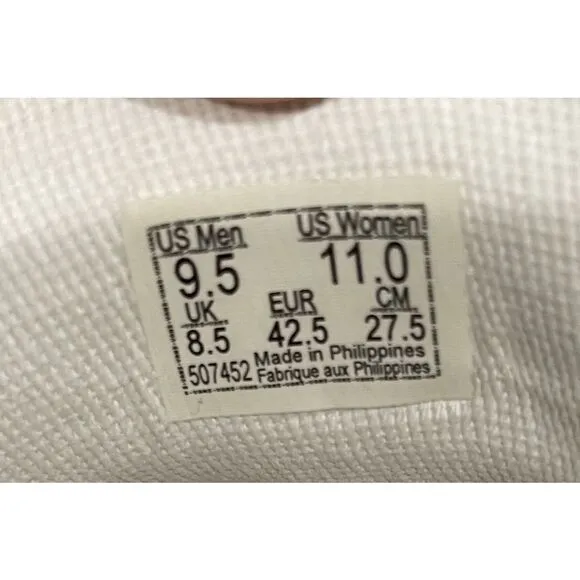 US Men US Women
9.5 11.0
UK EUR CM
8.5 42.5 27.5
507452 Made in Philippines
Fabrique aux Philippines